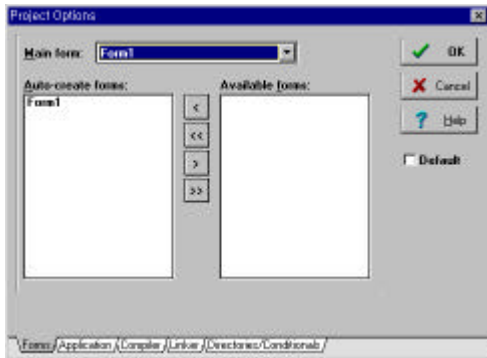 Project Options
Main form: Form1
OK
Auto-create forms:
Available forms:
Cancel
Form1
<
Help
<<
Default
>
>>
Forms / Application / Compiler / Linker / Directories/Conditionals